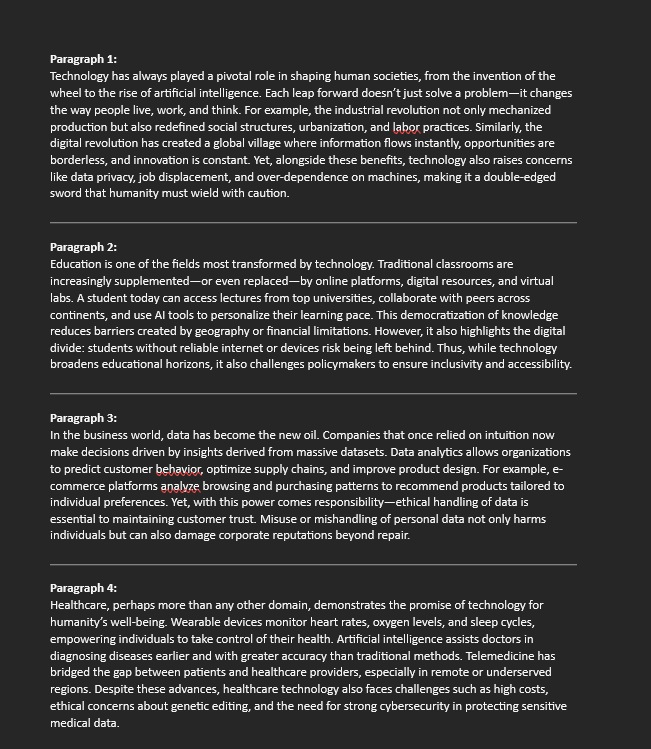 Paragraph 1:
Technology has always played a pivotal role in shaping human societies, from the invention of the
wheel to the rise of artificial intelligence. Each leap forward doesn’t just solve a problem—it changes
the way people live, work, and think. For example, the industrial revolution not only mechanized
production but also redefined social structures, urbanization, and labor practices. Similarly, the
digital revolution has created a global village where information flows instantly, opportunities are
borderless, and innovation is constant. Yet, alongside these benefits, technology also raises concerns
like data privacy, job displacement, and over-dependence on machines, making it a double-edged
sword that humanity must wield with caution.
Paragraph 2:
Education is one of the fields most transformed by technology. Traditional classrooms are
increasingly supplemented—or even replaced—by online platforms, digital resources, and virtual
labs. A student today can access lectures from top universities, collaborate with peers across
continents, and use AI tools to personalize their learning pace. This democratization of knowledge
reduces barriers created by geography or financial limitations. However, it also highlights the digital
divide: students without reliable internet or devices risk being left behind. Thus, while technology
broadens educational horizons, it also challenges policymakers to ensure inclusivity and accessibility.
Paragraph 3:
In the business world, data has become the new oil. Companies that once relied on intuition now
make decisions driven by insights derived from massive datasets. Data analytics allows organizations
to predict customer behavior, optimize supply chains, and improve product design. For example, e-
commerce platforms analyze browsing and purchasing patterns to recommend products tailored to
individual preferences. Yet, with this power comes responsibility—ethical handling of data is
essential to maintaining customer trust. Misuse or mishandling of personal data not only harms
individuals but can also damage corporate reputations beyond repair.
Paragraph 4:
Healthcare, perhaps more than any other domain, demonstrates the promise of technology for
humanity’s well-being. Wearable devices monitor heart rates, oxygen levels, and sleep cycles,
empowering individuals to take control of their health. Artificial intelligence assists doctors in
diagnosing diseases earlier and with greater accuracy than traditional methods. Telemedicine has
bridged the gap between patients and healthcare providers, especially in remote or underserved
regions. Despite these advances, healthcare technology also faces challenges such as high costs,
ethical concerns about genetic editing, and the need for strong cybersecurity in protecting sensitive
medical data.